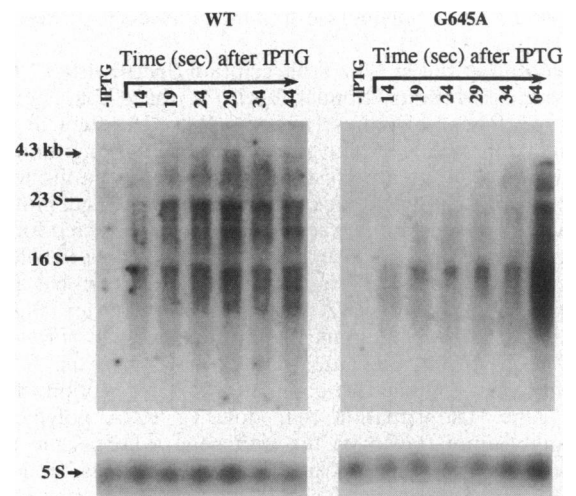 WT G645A
Time (sec) after IPTG Time (sec) after IPTG
-IPTG 14 19 24 29 34 44 -IPTG 14 19 24 29 34 64
4.3 kb
23 S
16 S
5 S